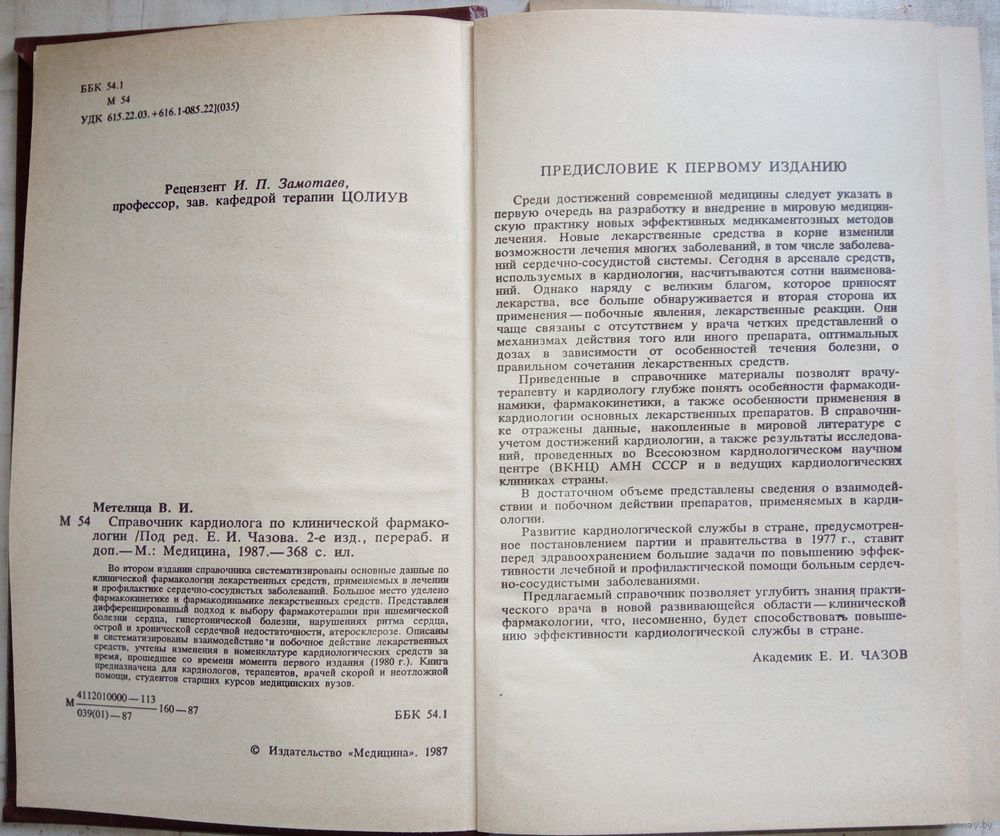 ББК 54.1
М 54
УДК 615.22.03.+616.1-085.22](035)
Рецензент И. П. Замотаев,
профессор, зав. кафедрой терапии ЦОЛИУВ
Метелица В. И.
М 54 Справочник кардиолога по клинической фармако-
логии /Под ред. Е. И. Чазова. 2-е изд., перераб. и
доп.— М.: Медицина, 1987.—368 с. ил.
Во втором издании справочника систематизированы основные данные по
клинической фармакологии лекарственных средств, применяемых в лечении
и профилактике сердечно-сосудистых заболеваний. Большое место уделено
фармакокинетике и фармакодинамике лекарственных средств. Представлен
дифференцированный подход к выбору фармакотерапии при ишемической
болезни сердца, гипертонической болезни, нарушениях ритма сердца,
острой и хронической сердечной недостаточности, атеросклерозе. Описаны
и систематизированы взаимодействие и побочное действие лекарственных
средств, учтены изменения в номенклатуре кардиологических средств за
время, прошедшее со времени момента первого издания (1980 г.). Книга
предназначена для кардиологов, терапевтов, врачей скорой и неотложной
помощи, студентов старших курсов медицинских вузов.
М 4112010000—113
039(01)—87 160—87
ББК 54.1
© Издательство «Медицина». 1987
ПРЕДИСЛОВИЕ К ПЕРВОМУ ИЗДАНИЮ
Среди достижений современной медицины следует указать в
первую очередь на разработку и внедрение в мировую медицин-
скую практику новых эффективных медикаментозных методов
лечения. Новые лекарственные средства в корне изменили
возможности лечения многих заболеваний, в том числе заболева-
ний сердечно-сосудистой системы. Сегодня в арсенале средств,
используемых в кардиологии, насчитываются сотни наименова-
ний. Однако наряду с великим благом, которое приносят
лекарства, все больше обнаруживается и вторая сторона их
применения—побочные явления, лекарственные реакции. Они
чаще связаны с отсутствием у врача четких представлений о
механизмах действия того или иного препарата, оптимальных
дозах в зависимости от особенностей течения болезни, о
правильном сочетании лекарственных средств.
Приведенные в справочнике материалы позволят врачу-
терапевту и кардиологу глубже понять особенности фармакоди-
намики, фармакокинетики, а также особенности применения в
кардиологии основных лекарственных препаратов. В справочни-
ке отражены данные, накопленные в мировой литературе с
учетом достижений кардиологии, а также результаты исследова-
ний, проведенных во Всесоюзном кардиологическом научном
центре (ВКНЦ) АМН СССР и в ведущих кардиологических
клиниках страны.
В достаточном объеме представлены сведения о взаимодей-
ствии и побочном действии препаратов, применяемых в карди-
ологии.
Развитие кардиологической службы в стране, предусмотрен-
ное постановлением партии и правительства в 1977 г., ставит
перед здравоохранением большие задачи по повышению эффек-
тивности лечебной и профилактической помощи больным сердеч-
но-сосудистыми заболеваниями.
Предлагаемый справочник позволяет углубить знания практи-
ческого врача в новой развивающейся области—клинической
фармакологии, что, несомненно, будет способствовать повыше-
нию эффективности кардиологической службы в стране.
Академик Е. И. ЧАЗОВ
www.ay.by